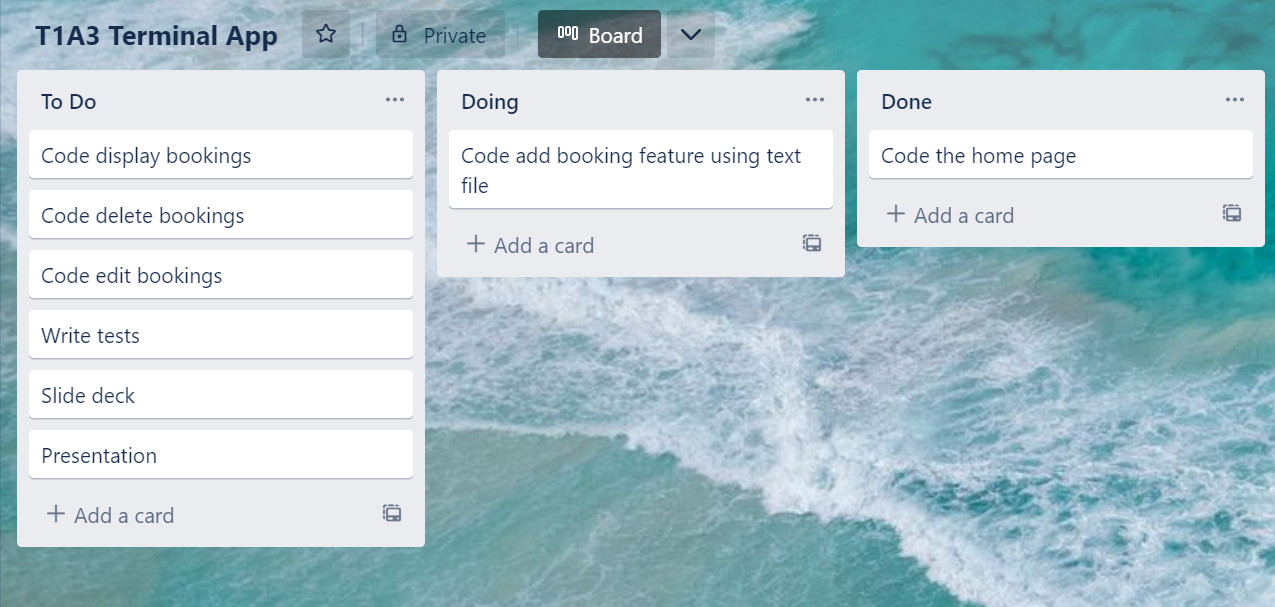 T1A3 Terminal App
Private
Board
To Do
Code display bookings
Code delete bookings
Code edit bookings
Write tests
Slide deck
Presentation
Add a card
Doing
Code add booking feature using text
file
Add a card
Done
Code the home page
Add a card